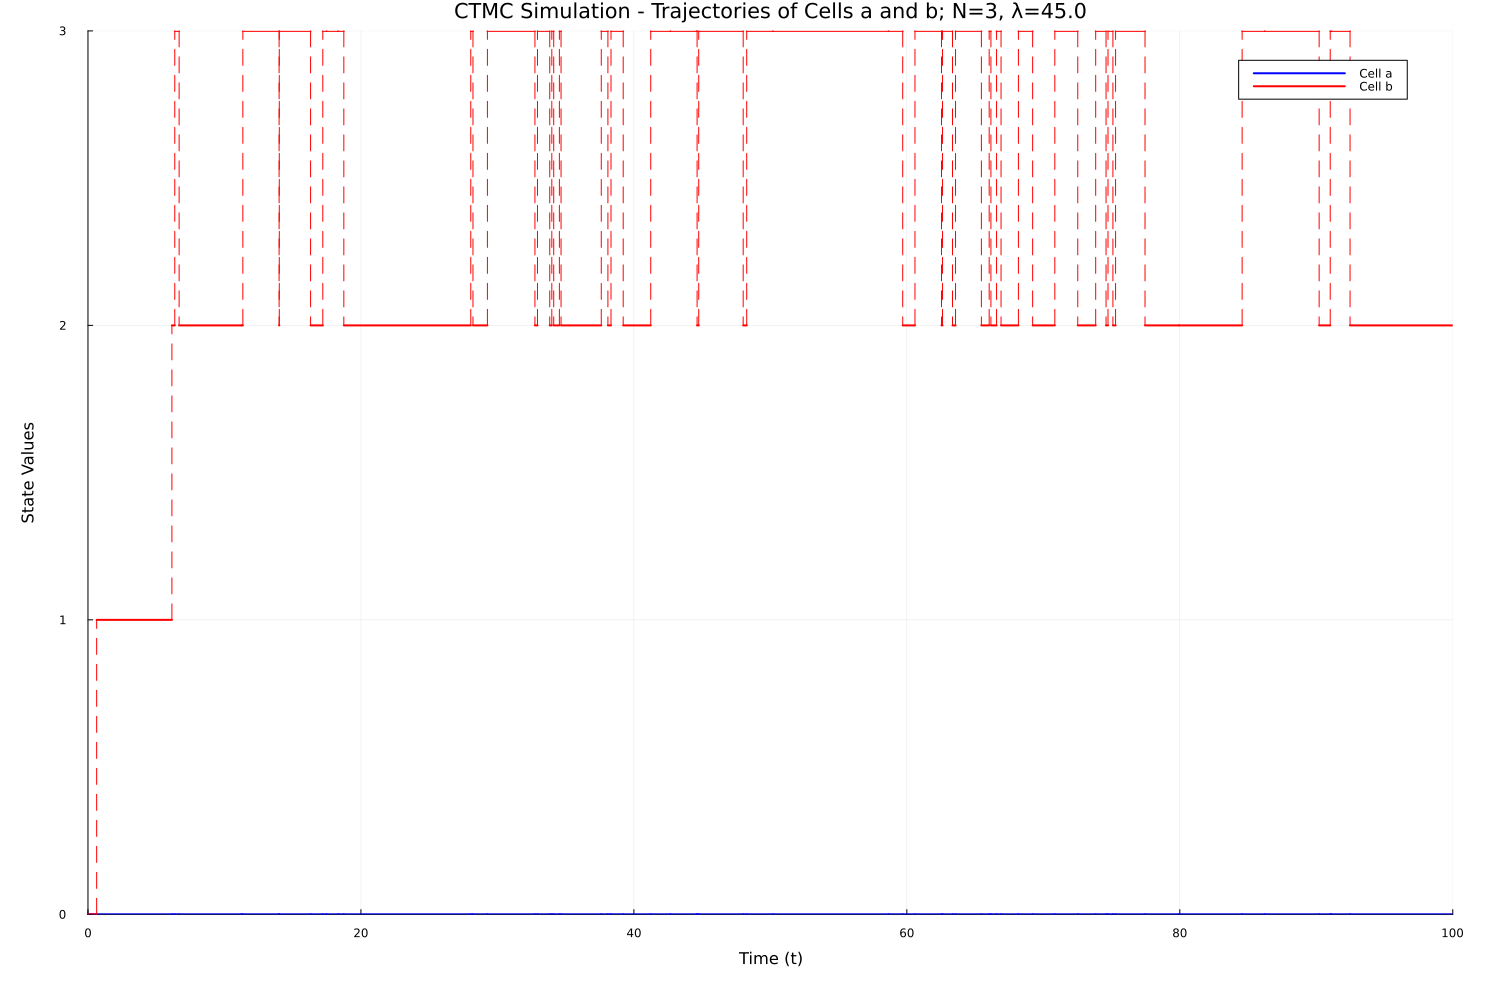 CTMC Simulation - Trajectories of Cells a and b; N=3, λ=45.0
3
Cell a
Cell b
2
State Values
1
0
0 20 40 60 80 100
Time (t)